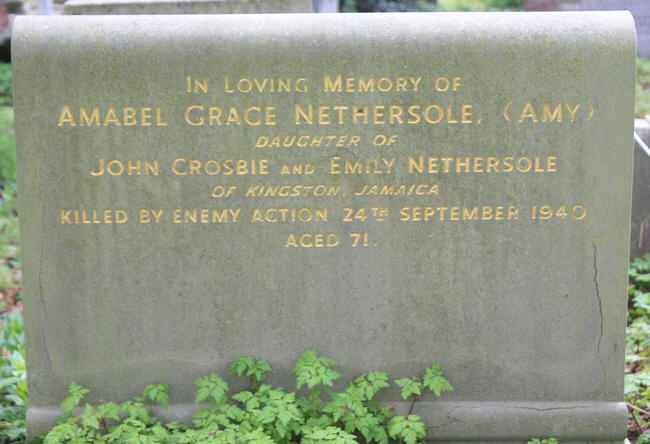 IN LOVING MEMORY OF
AMABEL GRACE NETHERSOLE, (AMY)
DAUGHTER OF
JOHN CROSBIE AND EMILY NETHERSOLE
OF KINGSTON, JAMAICA
KILLED BY ENEMY ACTION 24TH SEPTEMBER 1940
AGED 71.